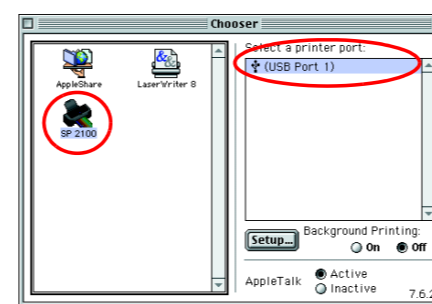 Chooser
AppleShare
LaserWriter 8
SP 2100
Select a printer port:
(USB Port 1)
Setup...
Background Printing:
On
Off
AppleTalk
Active
Inactive
7.6.2